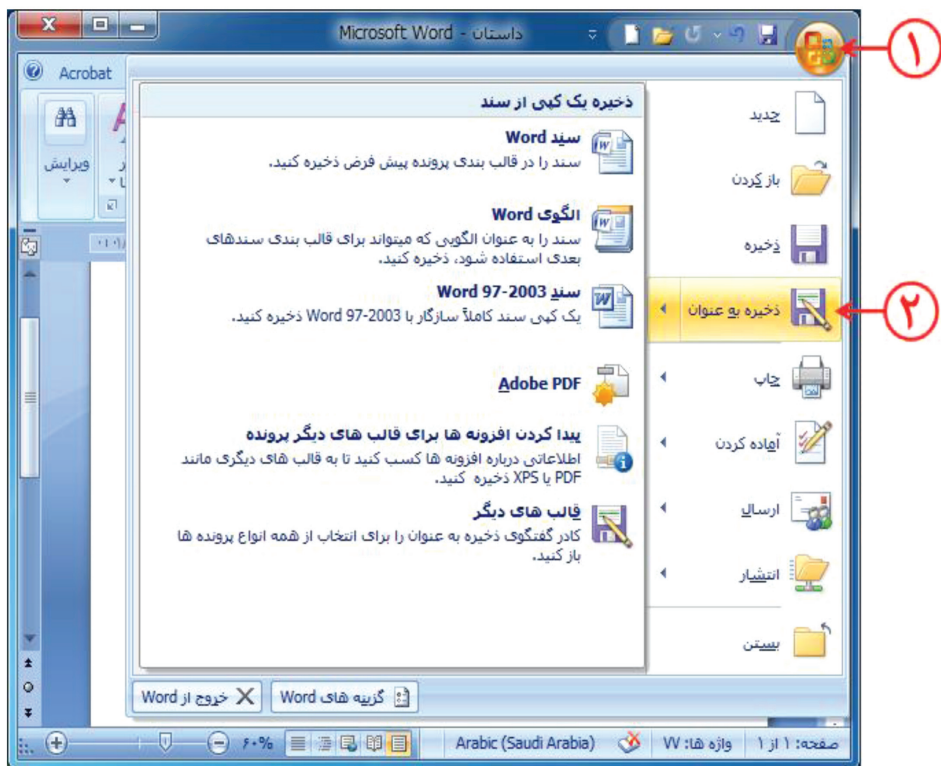 داستان - Microsoft Word
۱
Acrobat
ویرایش
جدید
باز کردن
ذخیره
ذخیره به عنوان
۲
چاپ
آماده کردن
ارسال
انتشار
بستن
ذخیره یک کپی از سند
سند Word
سند را در قالب بندی پرونده پیش فرض ذخیره کنید.
الگوی Word
سند را به عنوان الگویی که میتواند برای قالب بندی سندهای
بعدی استفاده شود، ذخیره کنید.
سند Word 97-2003
یک کپی سند کاملاً سازگار با Word 97-2003 ذخیره کنید.
Adobe PDF
پیدا کردن افزونه ها برای قالب های دیگر پرونده
اطلاعاتی درباره افزونه ها کسب کنید تا به قالب های دیگری مانند
PDF یا XPS ذخیره کنید.
قالب های دیگر
کادر گفتگوی ذخیره به عنوان را برای انتخاب از همه انواع پرونده ها
باز کنید.
گزینه های Word
خروج از Word
صفحه: ۱ از ۱
واژه ها: ۷۷
Arabic (Saudi Arabia)
۶۰%